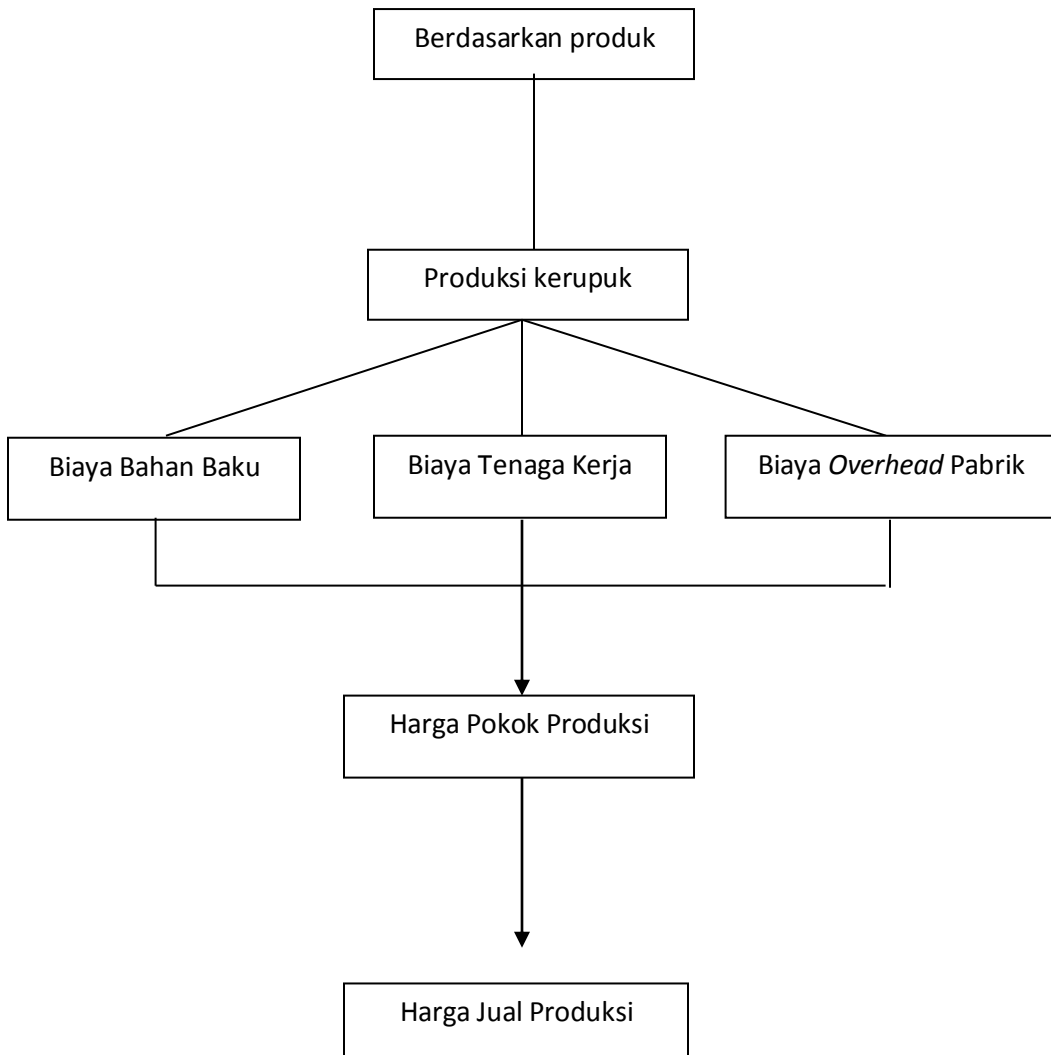 Berdasarkan produk
Produksi kerupuk
Biaya Bahan Baku
Biaya Tenaga Kerja
Biaya Overhead Pabrik
Harga Pokok Produksi
Harga Jual Produksi